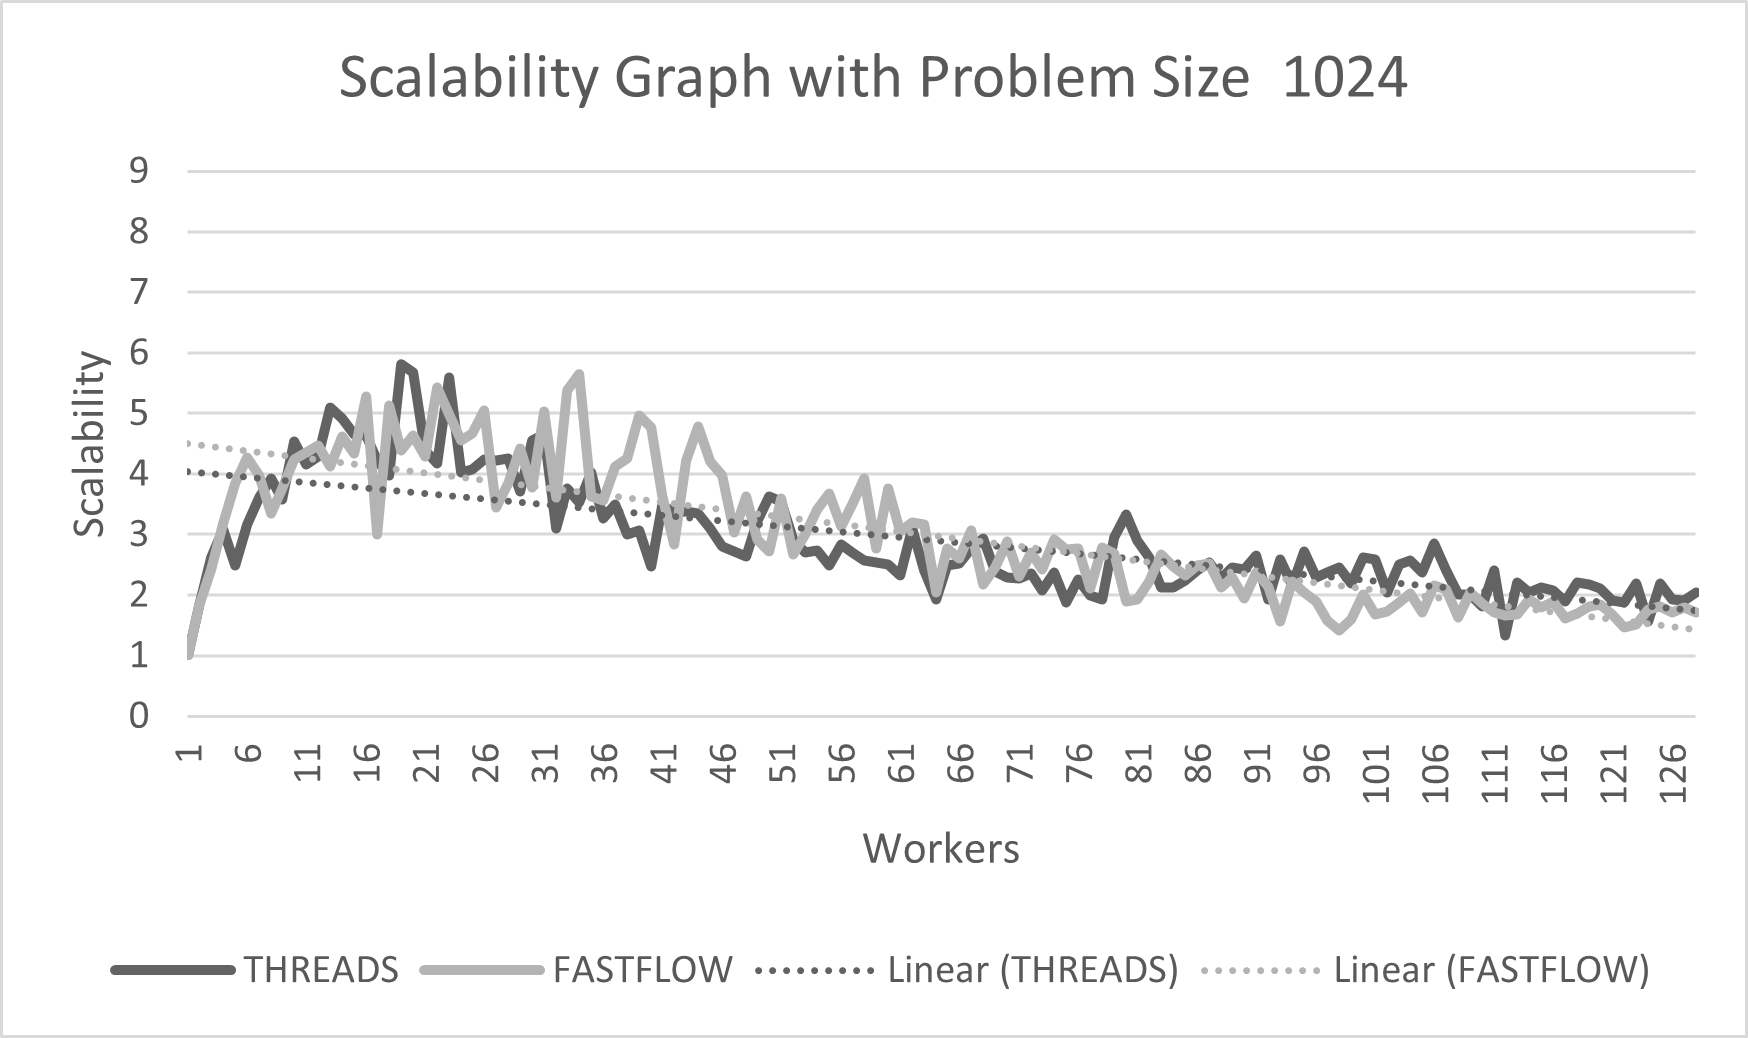 Scalability Graph with Problem Size  1024
9
8
7
6
5
4
3
2
1
0
Scalability
1 6 11 16 21 26 31 36 41 46 51 56 61 66 71 76 81 86 91 96 101 106 111 116 121 126
Workers
THREADS FASTFLOW Linear (THREADS) Linear (FASTFLOW)